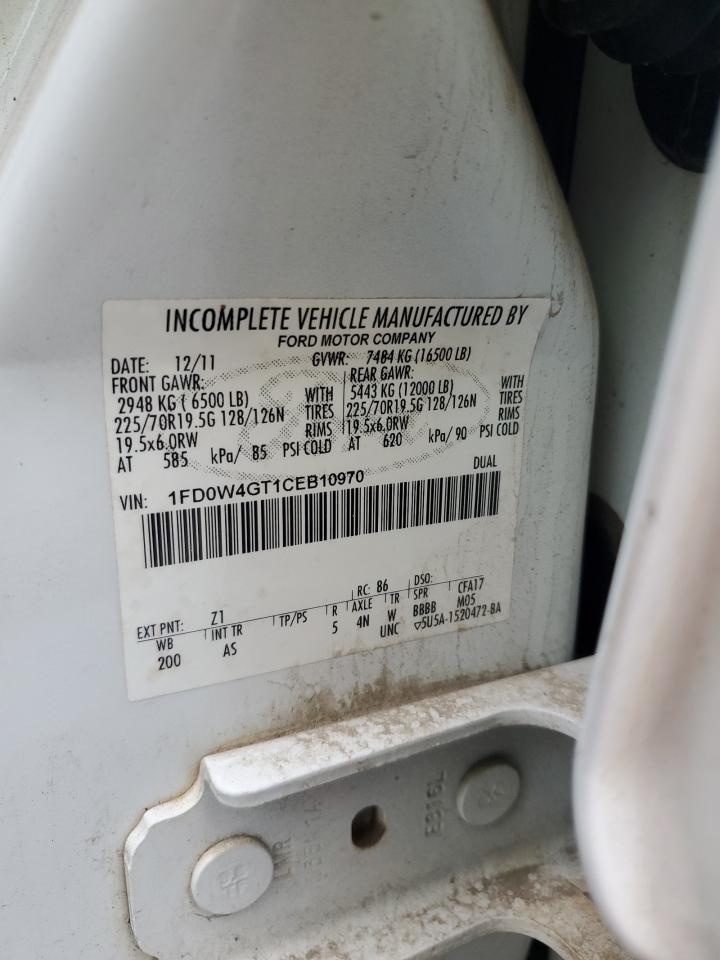 INCOMPLETE VEHICLE MANUFACTURED BY
FORD MOTOR COMPANY
DATE: 12/11 GVWR: 7484 KG (16500 LB)
FRONT GAWR: REAR GAWR:
2948 KG ( 6500 LB) WITH 5443 KG (12000 LB) WITH
225/70R19.5G 128/126N TIRES 225/70R19.5G 128/126N TIRES
19.5x6.0RW RIMS 19.5x6.0RW RIMS
AT 585 kPa/ 85 PSI COLD AT 620 kPa/ 90 PSI COLD
VIN: 1FD0W4GT1CEB10970 DUAL
EXT PNT: Z1 RC: 86 DSO:
WB INT TR TP/PS R AXLE TR SPR CFA17
200 AS 5 4N W BBBB M05
UNC ▽5U5A-1520472-BA
E316L